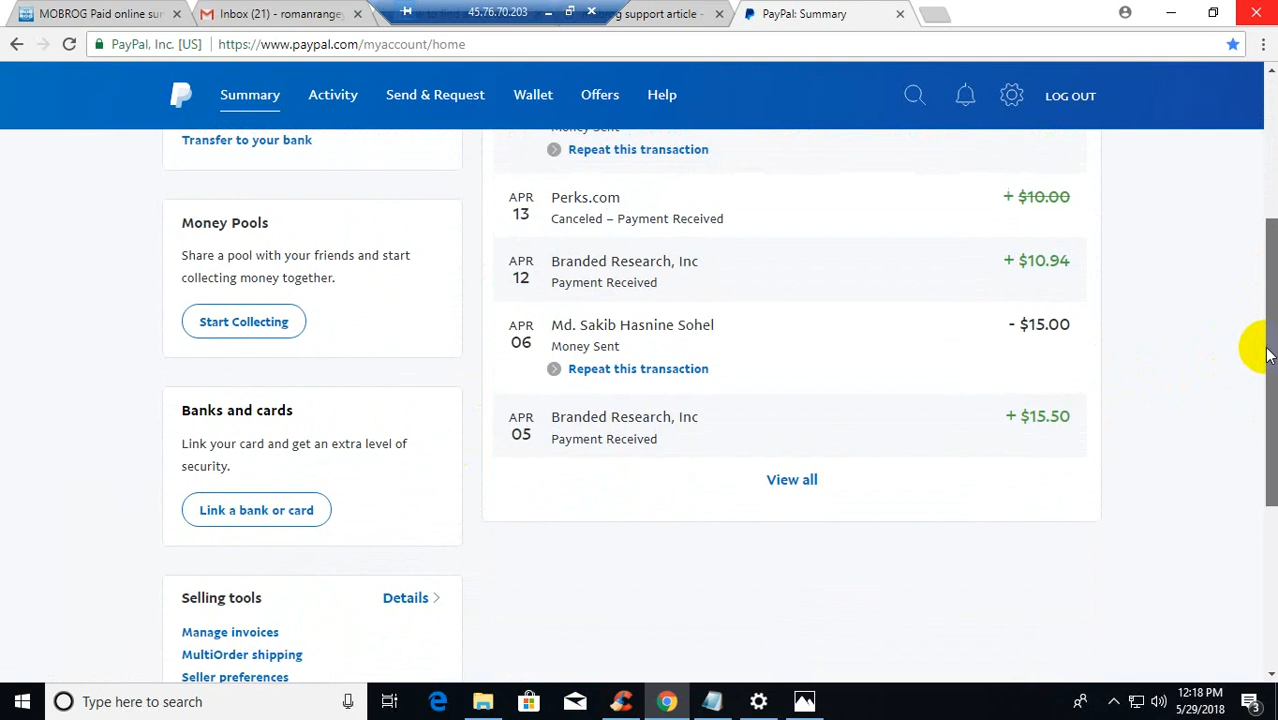 MOBROG Paid online sur
Inbox (21) - romanrange
45.76.70.203
support article -
PayPal: Summary
PayPal, Inc. [US]
https://www.paypal.com/myaccount/home
Summary
Activity
Send & Request
Wallet
Offers
Help
LOG OUT
Transfer to your bank
Money Sent
Repeat this transaction
APR 13 Perks.com + $10.00
Canceled – Payment Received
APR 12 Branded Research, Inc + $10.94
Payment Received
APR 06 Md. Sakib Hasnine Sohel - $15.00
Money Sent
Repeat this transaction
APR 05 Branded Research, Inc + $15.50
Payment Received
View all
Money Pools
Share a pool with your friends and start
collecting money together.
Start Collecting
Banks and cards
Link your card and get an extra level of
security.
Link a bank or card
Selling tools
Details
Manage invoices
MultiOrder shipping
Seller preferences
Type here to search
12:18 PM
5/29/2018
3